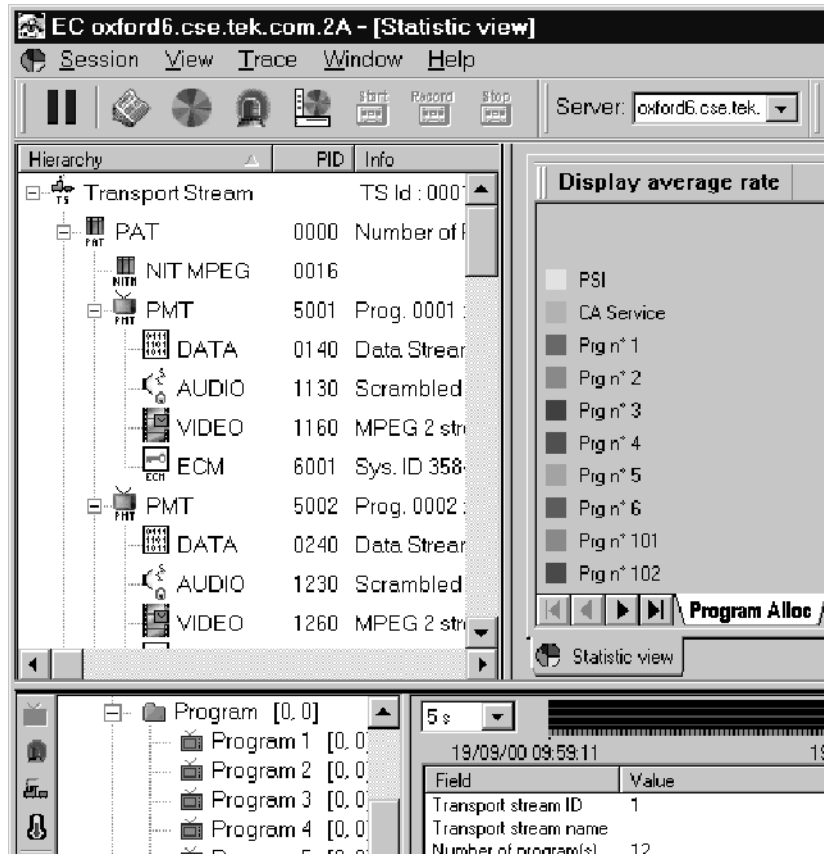 EC oxford6.cse.tek.com.2A - [Statistic view]
Session View Trace Window Help
Start Record Stop Server: oxford6.cse.tek.
Hierarchy PID Info
TS Transport Stream TS Id : 0001
PAT PAT 0000 Number of
NITM NIT MPEG 0016
PMT PMT 5001 Prog. 0001 :
DATA 0140 Data Strear
AUDIO 1130 Scrambled
VIDEO 1160 MPEG 2 str
ECM ECM 6001 Sys. ID 358
PMT PMT 5002 Prog. 0002 :
DATA 0240 Data Strear
AUDIO 1230 Scrambled
VIDEO 1260 MPEG 2 str
Display average rate
PSI
CA Service
Prg n° 1
Prg n° 2
Prg n° 3
Prg n° 4
Prg n° 5
Prg n° 6
Prg n° 101
Prg n° 102
Program Alloc
Statistic view
Program [0, 0]
Program 1 [0, 0
Program 2 [0, 0
Program 3 [0, 0
Program 4 [0, 0
5 s
19/09/00 09:59:11 19
Field Value
Transport stream ID 1
Transport stream name
Number of program(s) 12